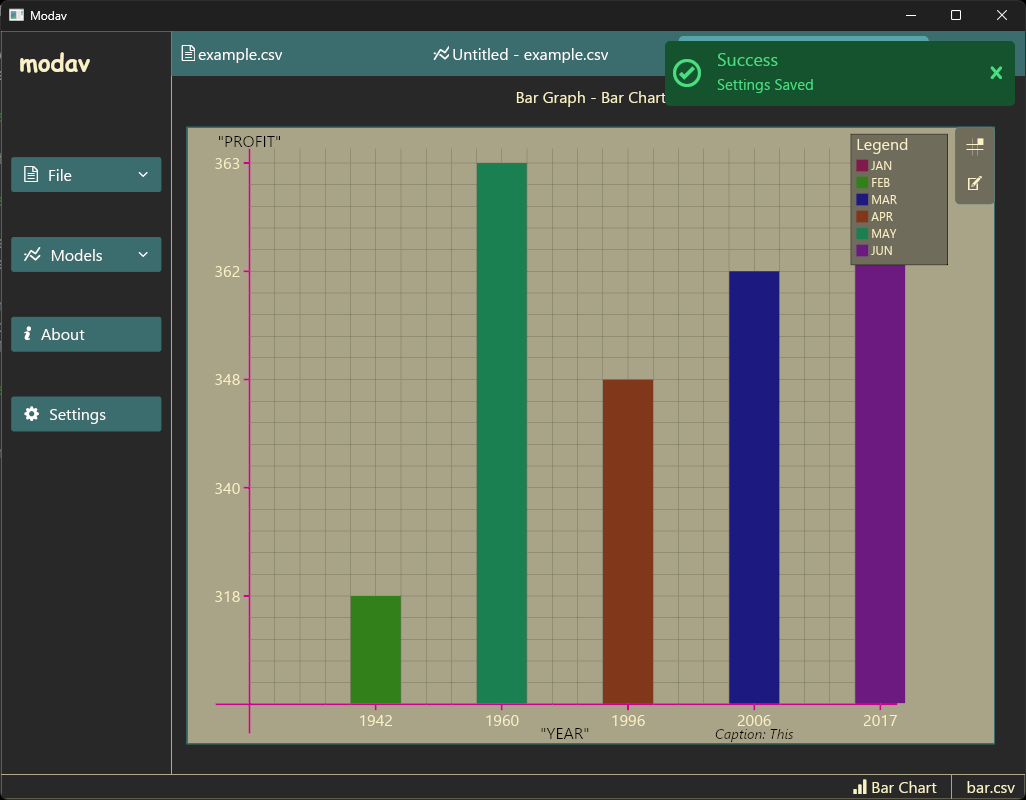 Modav
modav
example.csv
Untitled - example.csv
Success
Settings Saved
Bar Graph - Bar Chart
File
Models
About
Settings
"PROFIT"
363
362
348
340
318
Legend
JAN
FEB
MAR
APR
MAY
JUN
1942
1960
1996
2006
2017
"YEAR"
Caption: This
Bar Chart
bar.csv